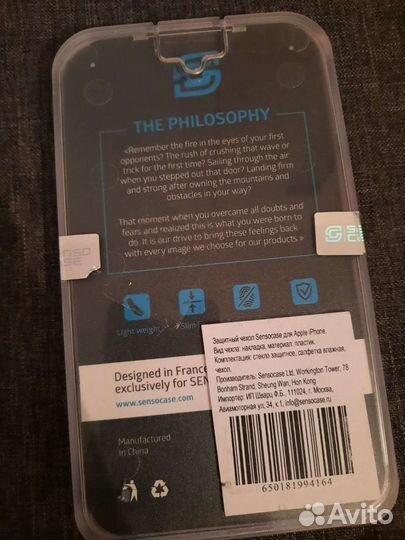 THE PHILOSOPHY
«Remember the fire in the eyes of your first
opponents? The rush of crushing that wave or
trick for the first time? Sailing through the air
when you stepped out that door? Landing firm
and strong after owning the mountains and
obstacles in your way?
That moment when you overcame all doubts and
fears and realized this is what you were born to
do. It is our drive to bring these feelings back
with every image we choose for our products.»
NSO
SE
SE
CA
Light weight
Slim
Designed in France
exclusively for SEN
www.sensocase.com
Manufactured
In China
Защитный чехол Sensocase для Apple iPhone.
Вид чехла: накладка, материал: пластик.
Комплектация: стекло защитное, салфетка влажная,
чехол.
Производитель: Sensocase Ltd, Workington Tower, 78
Bonham Strand, Sheung Wan, Hon Kong
Импортер: ИП Шварц Ф.Б., 111024, г. Москва,
Авиамоторная ул, 34, к.1, info@sensocase.ru
650181994164
Avito